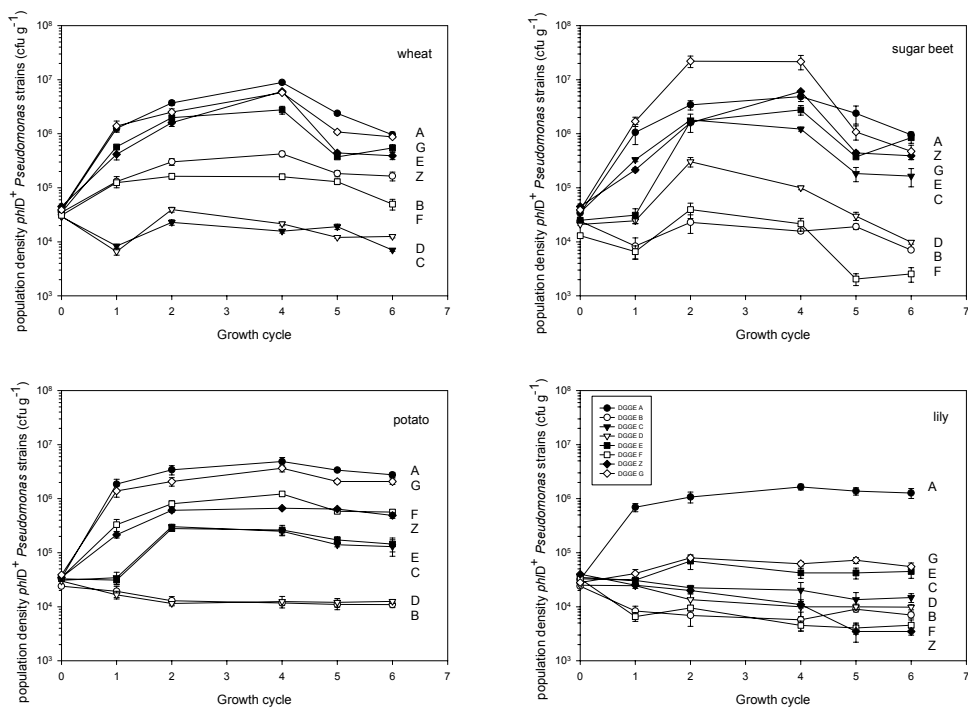 wheat
population density phlD⁺ Pseudomonas strains (cfu g⁻¹)
10⁸
10⁷
10⁶
10⁵
10⁴
10³
A
G
E
Z
B
F
D
C
0 1 2 3 4 5 6 7
Growth cycle
sugar beet
population density phlD⁺ Pseudomonas strains (cfu g⁻¹)
10⁸
10⁷
10⁶
10⁵
10⁴
10³
A
Z
G
E
C
D
B
F
0 1 2 3 4 5 6 7
Growth cycle
potato
population density phlD⁺ Pseudomonas strains (cfu g⁻¹)
10⁸
10⁷
10⁶
10⁵
10⁴
10³
A
G
F
Z
E
C
D
B
0 1 2 3 4 5 6 7
Growth cycle
lily
population density phlD⁺ Pseudomonas strains (cfu g⁻¹)
10⁸
10⁷
10⁶
10⁵
10⁴
10³
DGGE A
DGGE B
DGGE C
DGGE D
DGGE E
DGGE F
DGGE Z
DGGE G
A
G
E
C
D
B
F
Z
0 1 2 3 4 5 6 7
Growth cycle